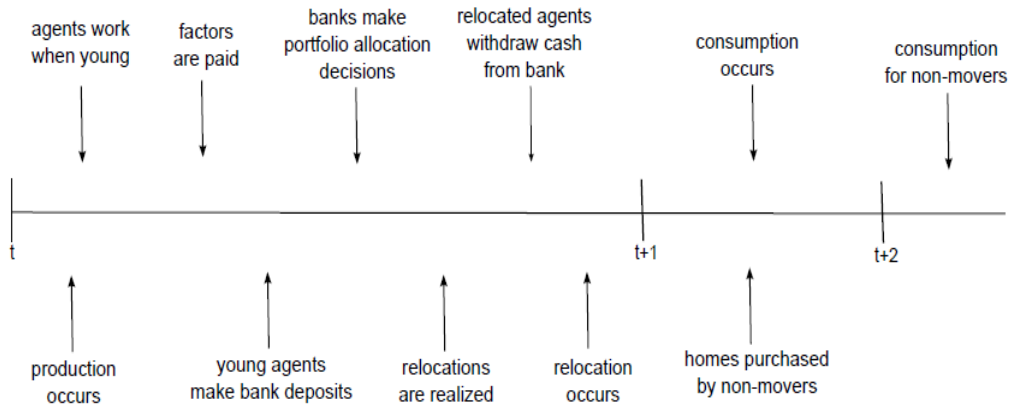 agents work
when young
factors
are paid
banks make
portfolio allocation
decisions
relocated agents
withdraw cash
from bank
consumption
occurs
consumption
for non-movers
t
t+1
t+2
production
occurs
young agents
make bank deposits
relocations
are realized
relocation
occurs
homes purchased
by non-movers